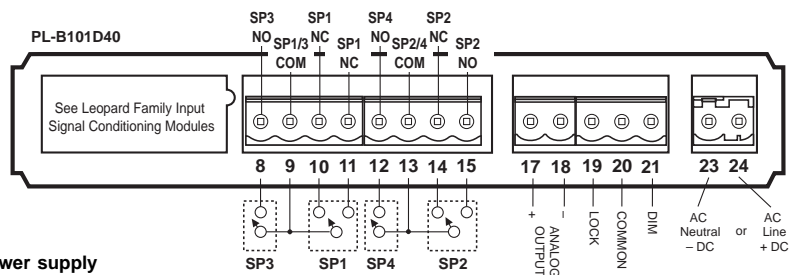 PL-B101D40
SP3 NO
SP1/3 COM
SP1 NC
SP1 NC
SP4 NO
SP2/4 COM
SP2 NC
SP2 NO
See Leopard Family Input
Signal Conditioning Modules
8 9 10 11 12 13 14 15 17 18 19 20 21 23 24
+ – ANALOG OUTPUT
LOCK
COMMON
DIM
AC Neutral – DC
or
AC Line + DC
SP3 SP1 SP4 SP2
wer supply